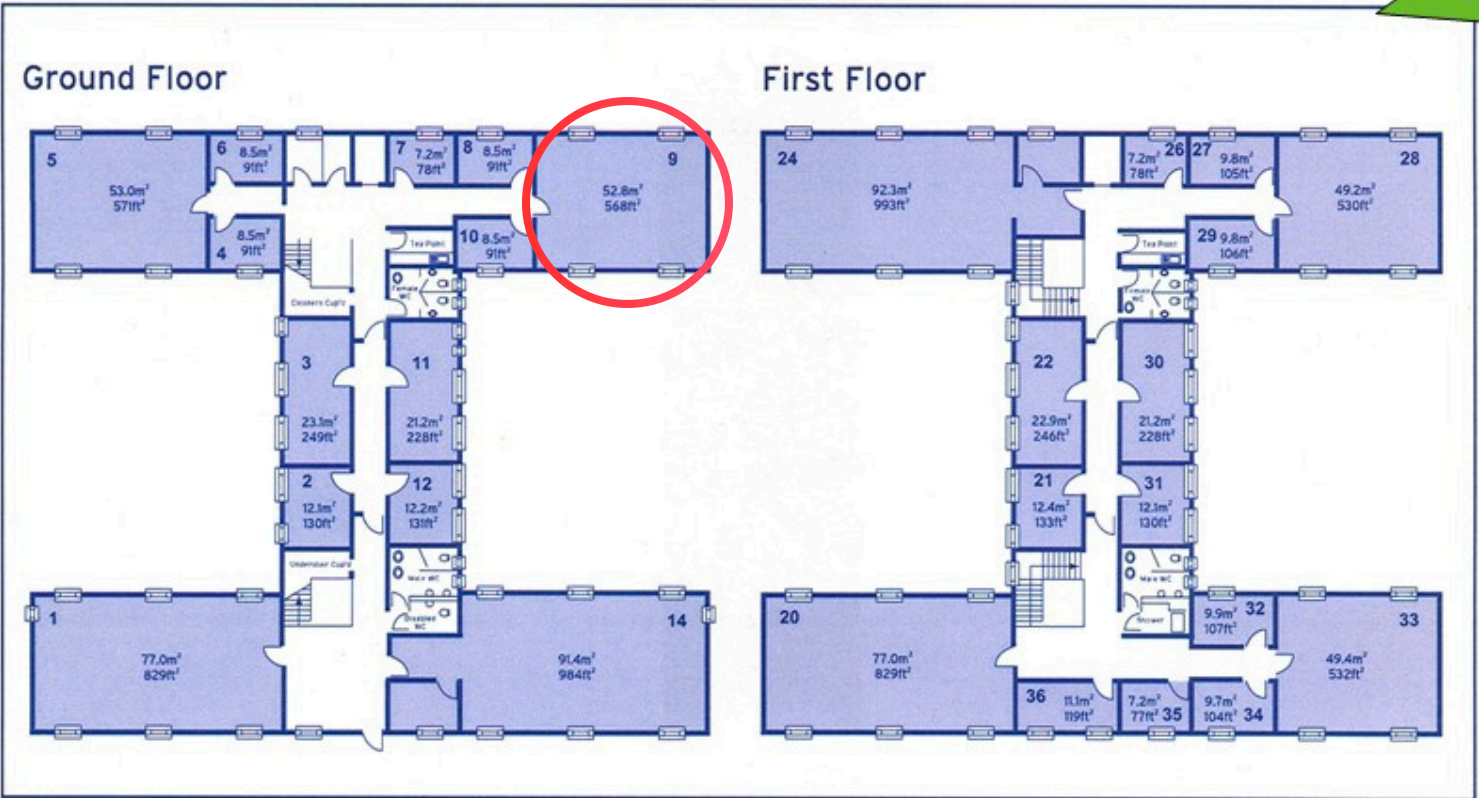 Ground Floor
First Floor
5
53.0m²
571ft²
6
8.5m²
91ft²
4
8.5m²
91ft²
7
7.2m²
78ft²
8
8.5m²
91ft²
9
52.8m²
568ft²
10
8.5m²
91ft²
Tea Point
Female
WC
Cleaners Cup'd
3
23.1m²
249ft²
11
21.2m²
228ft²
2
12.1m²
130ft²
12
12.2m²
131ft²
Understair Cup'd
Male WC
Disabled
WC
1
77.0m²
829ft²
14
91.4m²
984ft²
24
92.3m²
993ft²
26
7.2m²
78ft²
27
9.8m²
105ft²
28
49.2m²
530ft²
29
9.8m²
106ft²
Tea Point
Female
WC
22
22.9m²
246ft²
30
21.2m²
228ft²
21
12.4m²
133ft²
31
12.1m²
130ft²
Male WC
Shower
20
77.0m²
829ft²
32
9.9m²
107ft²
33
49.4m²
532ft²
36
11.1m²
119ft²
35
7.2m²
77ft²
34
9.7m²
104ft²